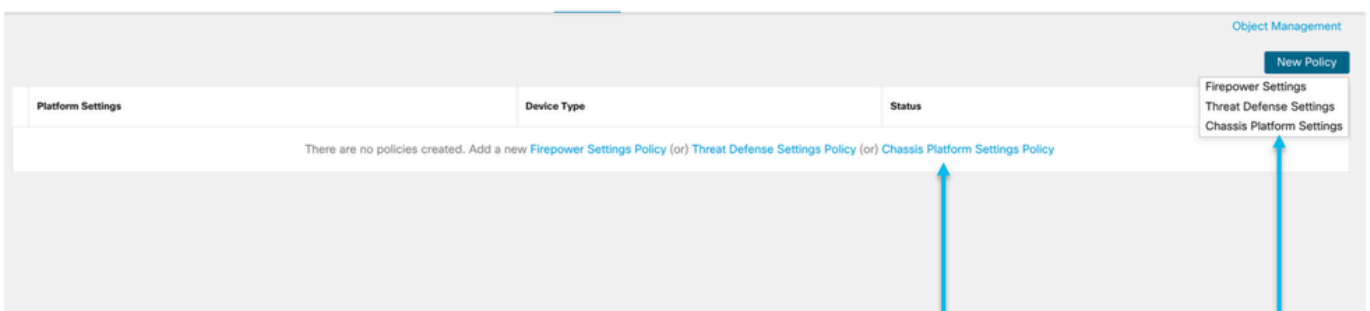 Object Management
New Policy
Firepower Settings
Threat Defense Settings
Chassis Platform Settings
Platform Settings Device Type Status
There are no policies created. Add a new Firepower Settings Policy (or) Threat Defense Settings Policy (or) Chassis Platform Settings Policy